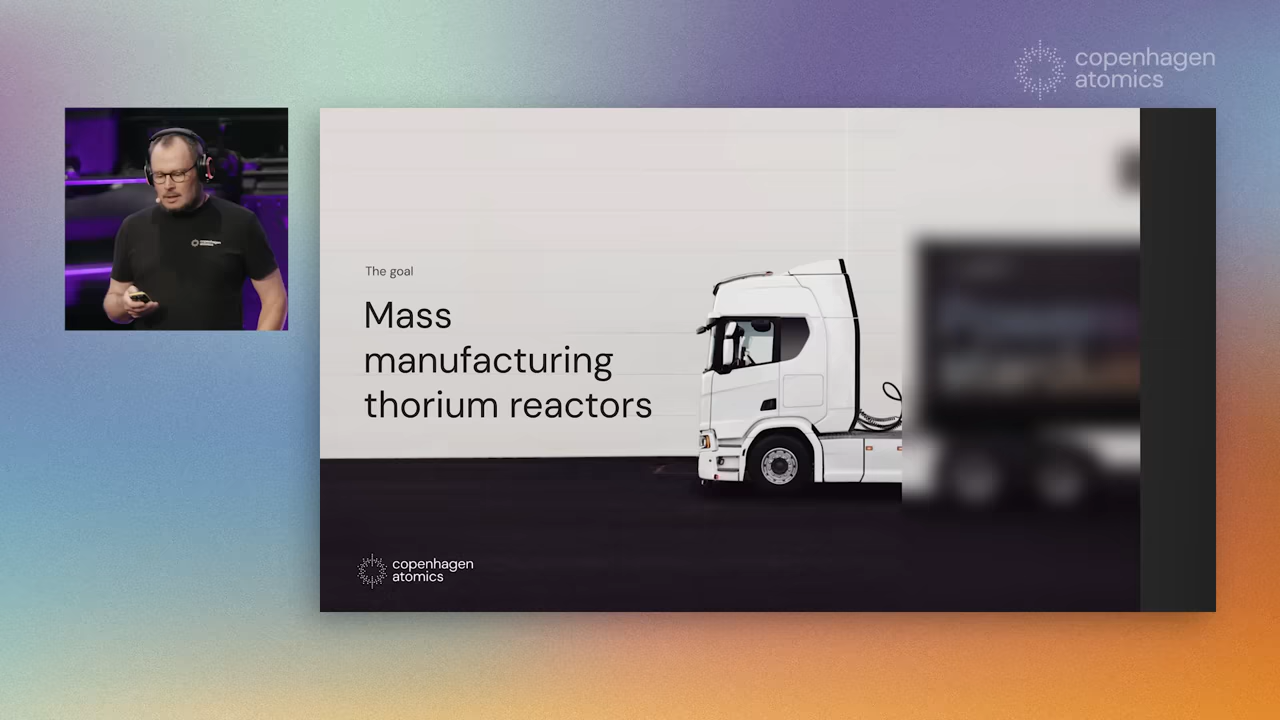 copenhagen
atomics
The goal
Mass
manufacturing
thorium reactors
copenhagen
atomics